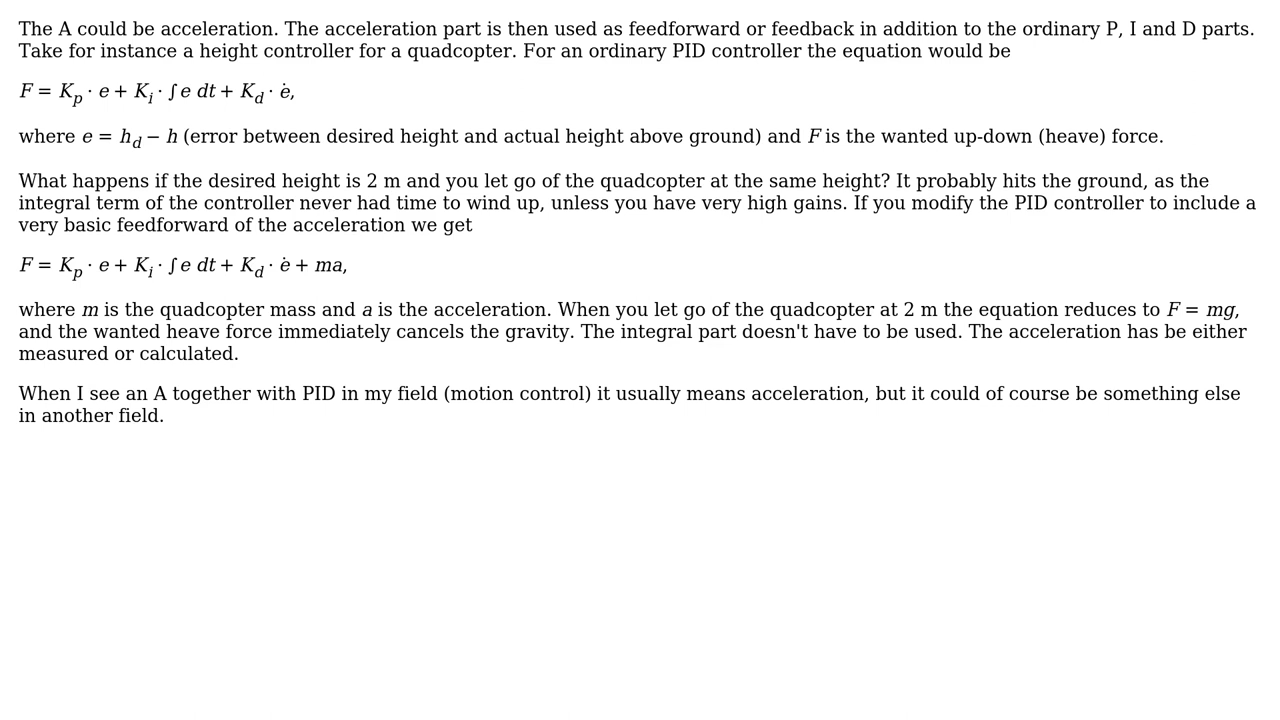 The A could be acceleration. The acceleration part is then used as feedforward or feedback in addition to the ordinary P, I and D parts.
Take for instance a height controller for a quadcopter. For an ordinary PID controller the equation would be
F = K_p · e + K_i · ∫ e dt + K_d · ė,
where e = h_d − h (error between desired height and actual height above ground) and F is the wanted up-down (heave) force.
What happens if the desired height is 2 m and you let go of the quadcopter at the same height? It probably hits the ground, as the
integral term of the controller never had time to wind up, unless you have very high gains. If you modify the PID controller to include a
very basic feedforward of the acceleration we get
F = K_p · e + K_i · ∫ e dt + K_d · ė + ma,
where m is the quadcopter mass and a is the acceleration. When you let go of the quadcopter at 2 m the equation reduces to F = mg,
and the wanted heave force immediately cancels the gravity. The integral part doesn't have to be used. The acceleration has be either
measured or calculated.
When I see an A together with PID in my field (motion control) it usually means acceleration, but it could of course be something else
in another field.